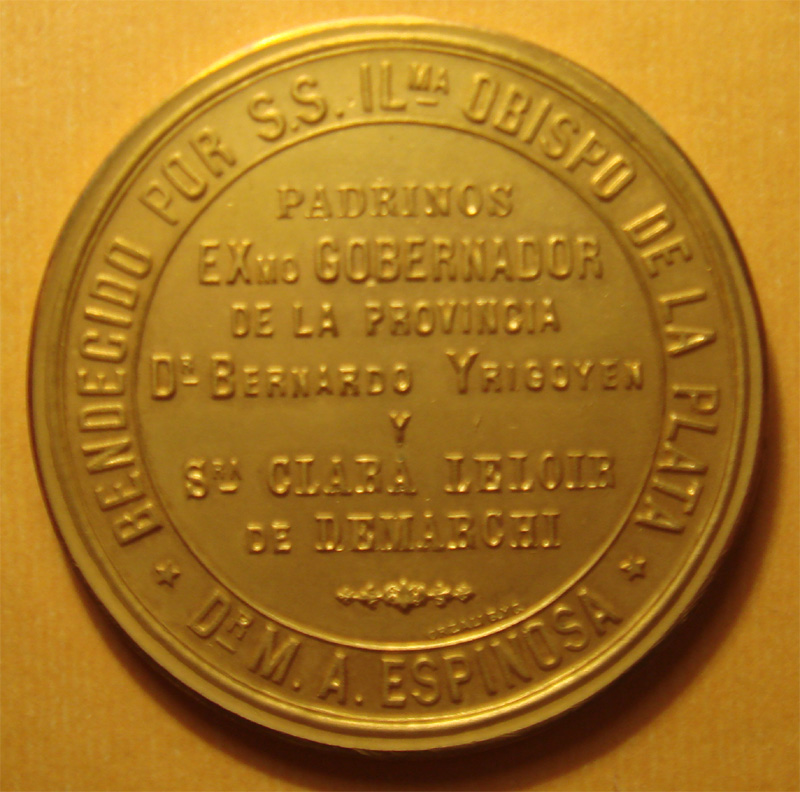 BENDECIDO POR S.S. ILMA OBISPO DE LA PLATA
DR M. A. ESPINOSA
PADRINOS
EXMO GOBERNADOR
DE LA PROVINCIA
DR BERNARDO YRIGOYEN
Y
SRA CLARA LELOIR
DE DEMARCHI